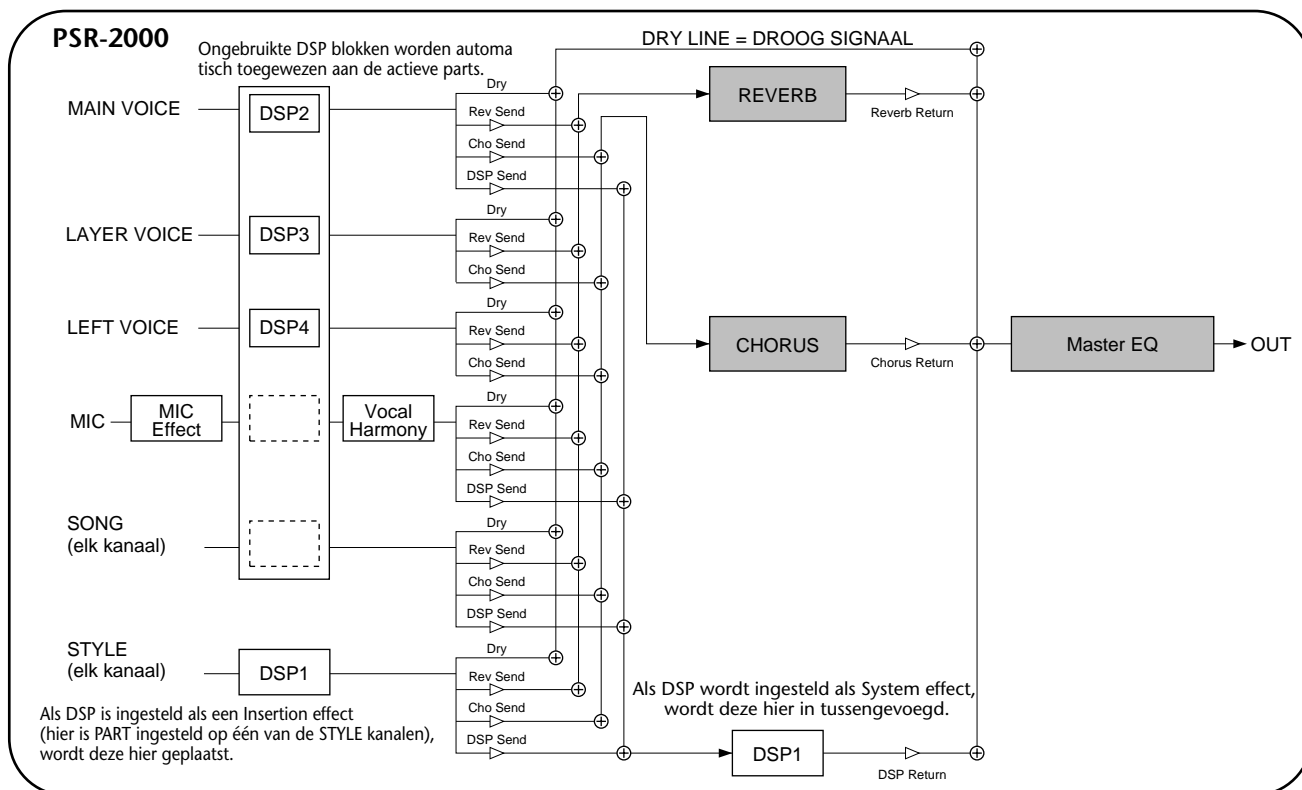 PSR-2000
Ongebruikte DSP blokken worden automa
tisch toegewezen aan de actieve parts.
DRY LINE = DROOG SIGNAAL
MAIN VOICE
DSP2
Dry
Rev Send
Cho Send
DSP Send
REVERB
Reverb Return
LAYER VOICE
DSP3
Dry
Rev Send
Cho Send
LEFT VOICE
DSP4
Dry
Rev Send
Cho Send
CHORUS
Chorus Return
Master EQ
OUT
MIC
MIC
Effect
Vocal
Harmony
Dry
Rev Send
Cho Send
DSP Send
SONG
(elk kanaal)
Dry
Rev Send
Cho Send
DSP Send
STYLE
(elk kanaal)
DSP1
Dry
Rev Send
Cho Send
DSP Send
Als DSP is ingesteld als een Insertion effect
(hier is PART ingesteld op één van de STYLE kanalen),
wordt deze hier geplaatst.
Als DSP wordt ingesteld als System effect,
wordt deze hier in tussengevoegd.
DSP1
DSP Return